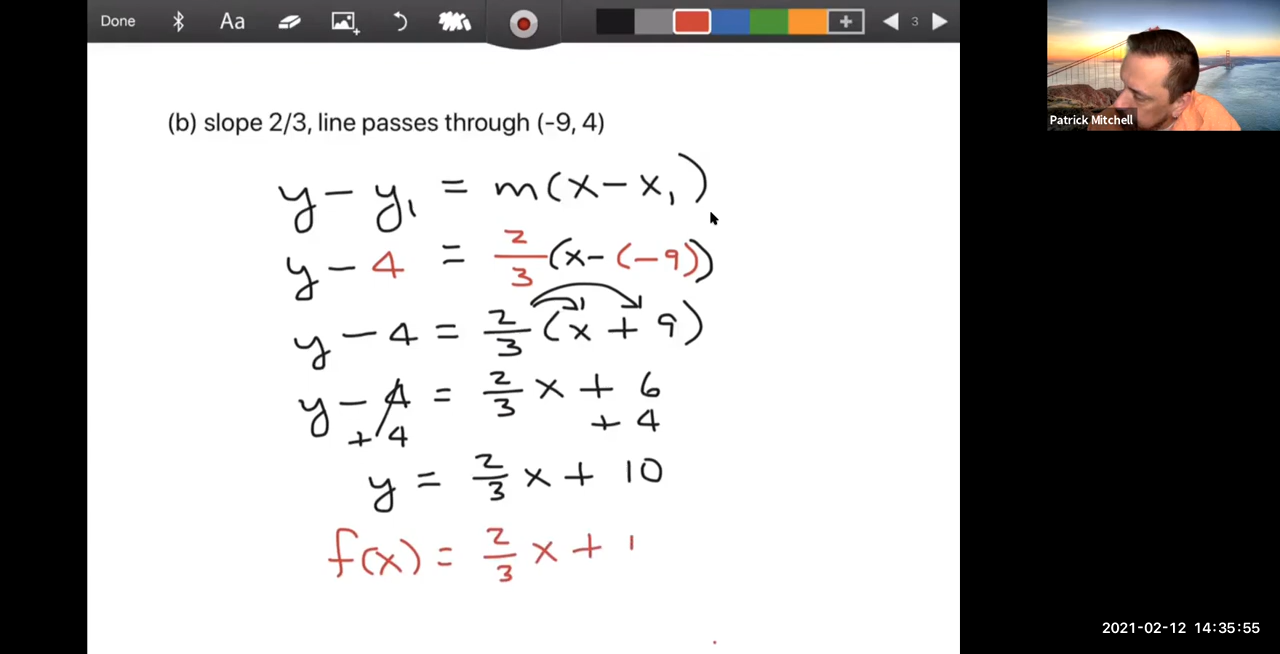 Done Aa 3
(b) slope 2/3, line passes through (-9, 4)
y - y₁ = m(x - x₁)
y - 4 = 2/3 (x - (-9))
y - 4 = 2/3 (x + 9)
y - 4 = 2/3 x + 6
+ 4 + 4
y = 2/3 x + 10
f(x) = 2/3 x + 1
Patrick Mitchell
2021-02-12 14:35:55